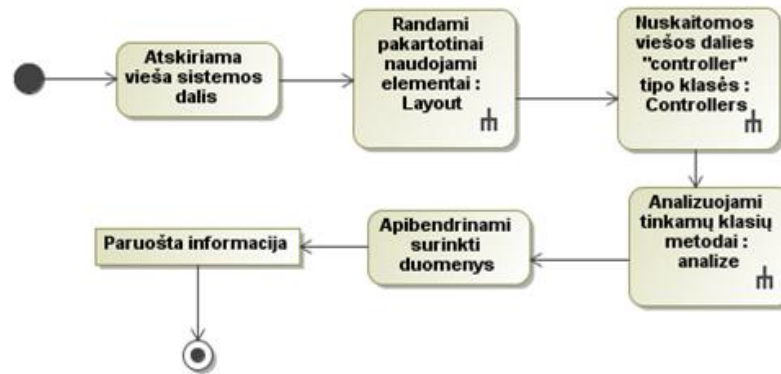 Atskiriama
vieša sistemos
dalis
Randami
pakartotinai
naudojami
elementai :
Layout
Nuskaitomos
viešos dalies
"controller"
tipo klasės :
Controllers
Analizuojami
tinkamų klasių
metodai :
analize
Apibendrinami
surinkti
duomenys
Paruošta informacija